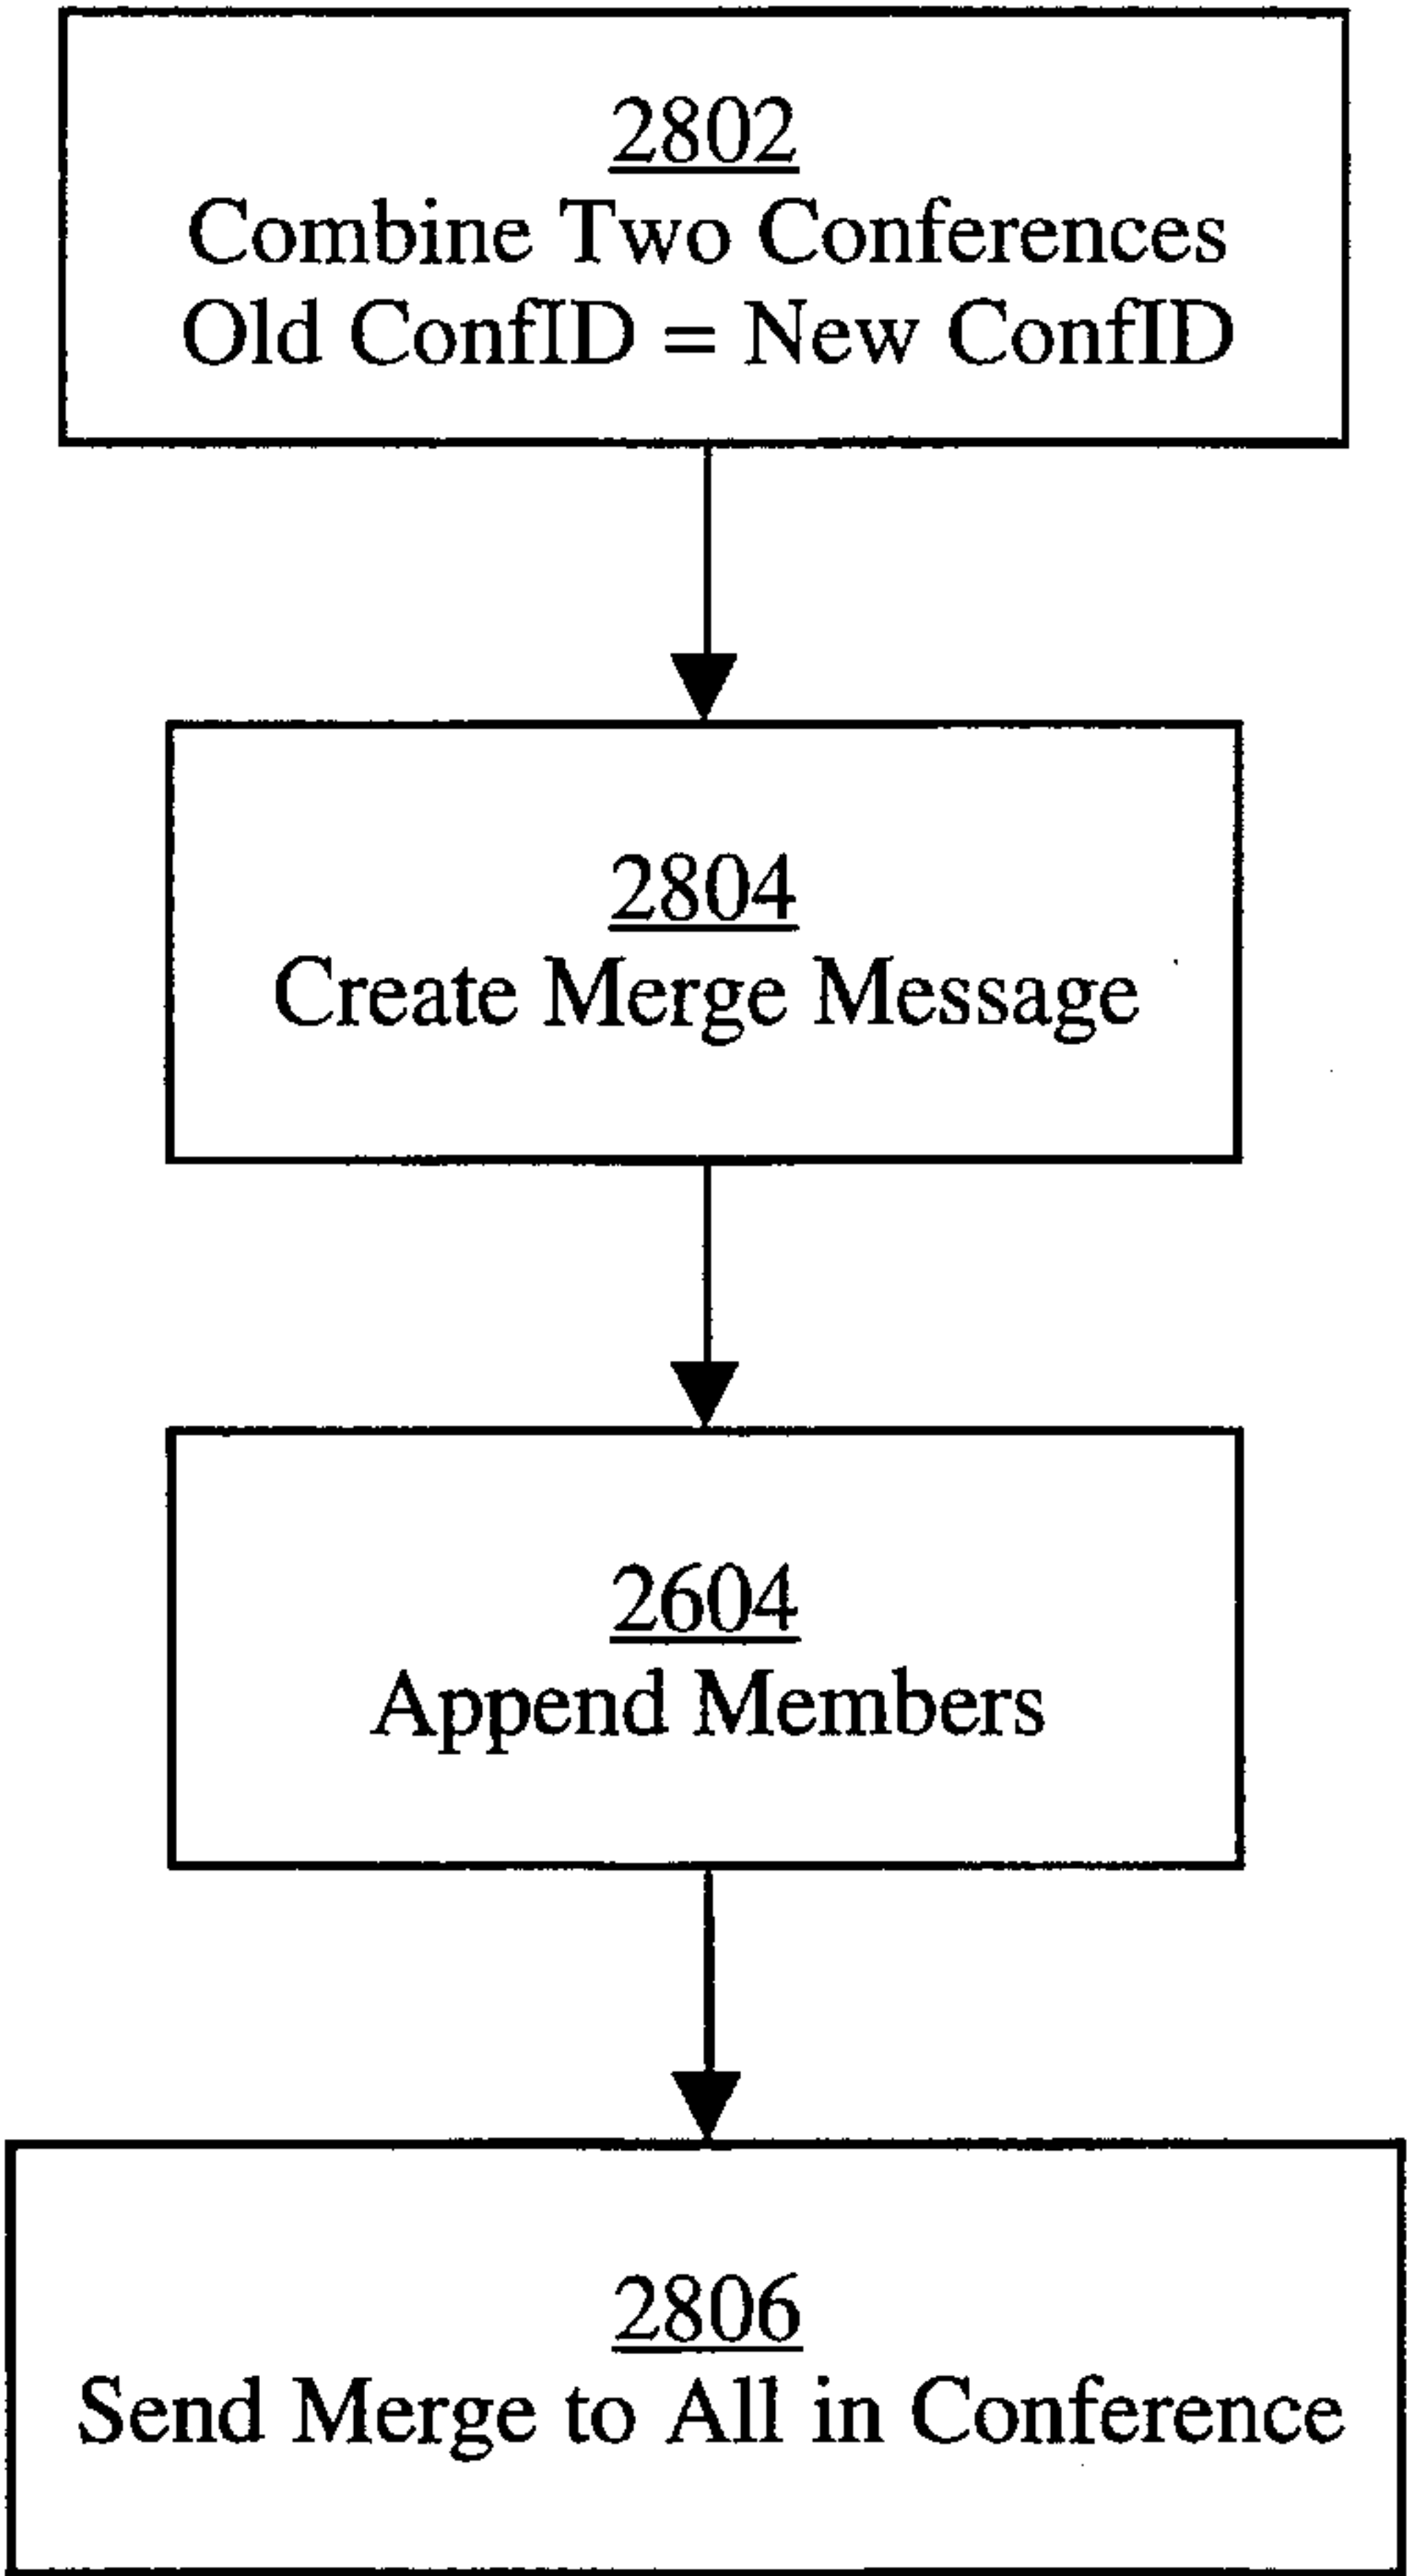 2802
Combine Two Conferences
Old ConfID = New ConfID
2804
Create Merge Message
2604
Append Members
2806
Send Merge to All in Conference